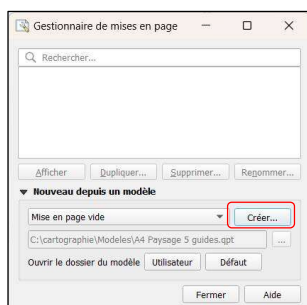 Gestionnaire de mises en page
Rechercher...
Afficher Dupliquer... Supprimer... Renommer...
Nouveau depuis un modèle
Mise en page vide Créer...
C:\cartographie\Modeles\A4 Paysage 5 guides.qpt ...
Ouvrir le dossier du modèle Utilisateur Défaut
Fermer Aide